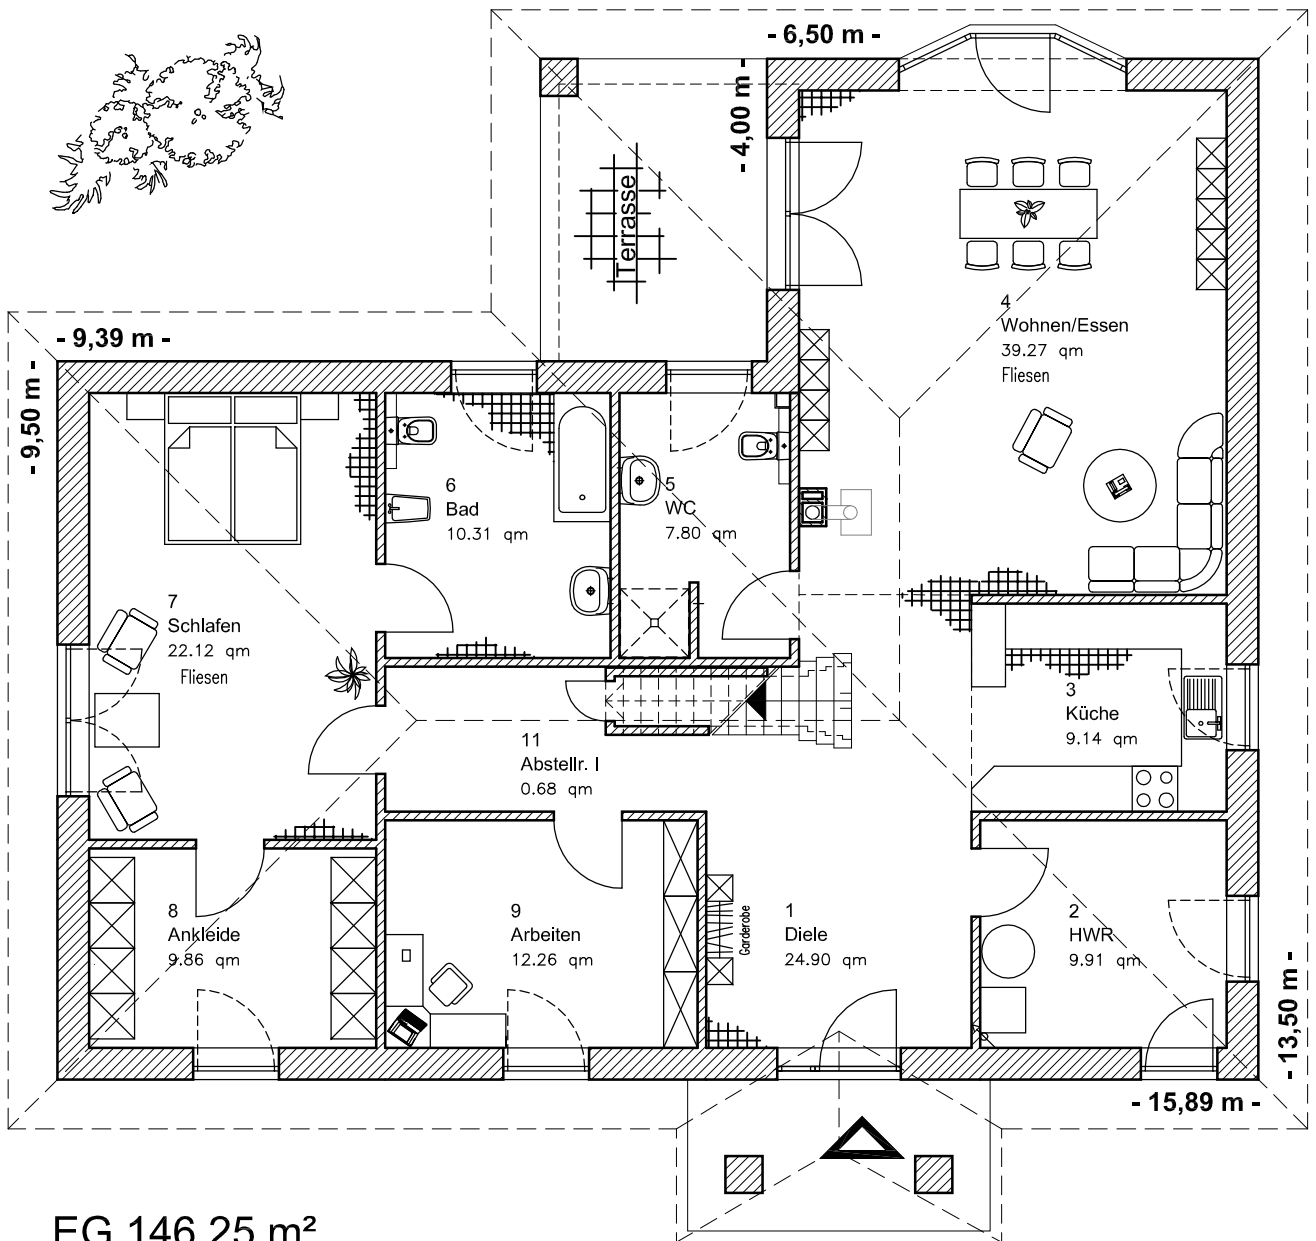 - 6,50 m -
- 4,00 m -
Terrasse
4
Wohnen/Essen
39.27 qm
Fliesen
- 9,39 m -
- 9,50 m -
6
Bad
10.31 qm
5
WC
7.80 qm
7
Schlafen
22.12 qm
Fliesen
3
Küche
9.14 qm
11
Abstellr. I
0.68 qm
8
Ankleide
9.86 qm
9
Arbeiten
12.26 qm
Garderobe
1
Diele
24.90 qm
2
HWR
9.91 qm
- 13,50 m -
- 15,89 m -
EG 146,25 m²